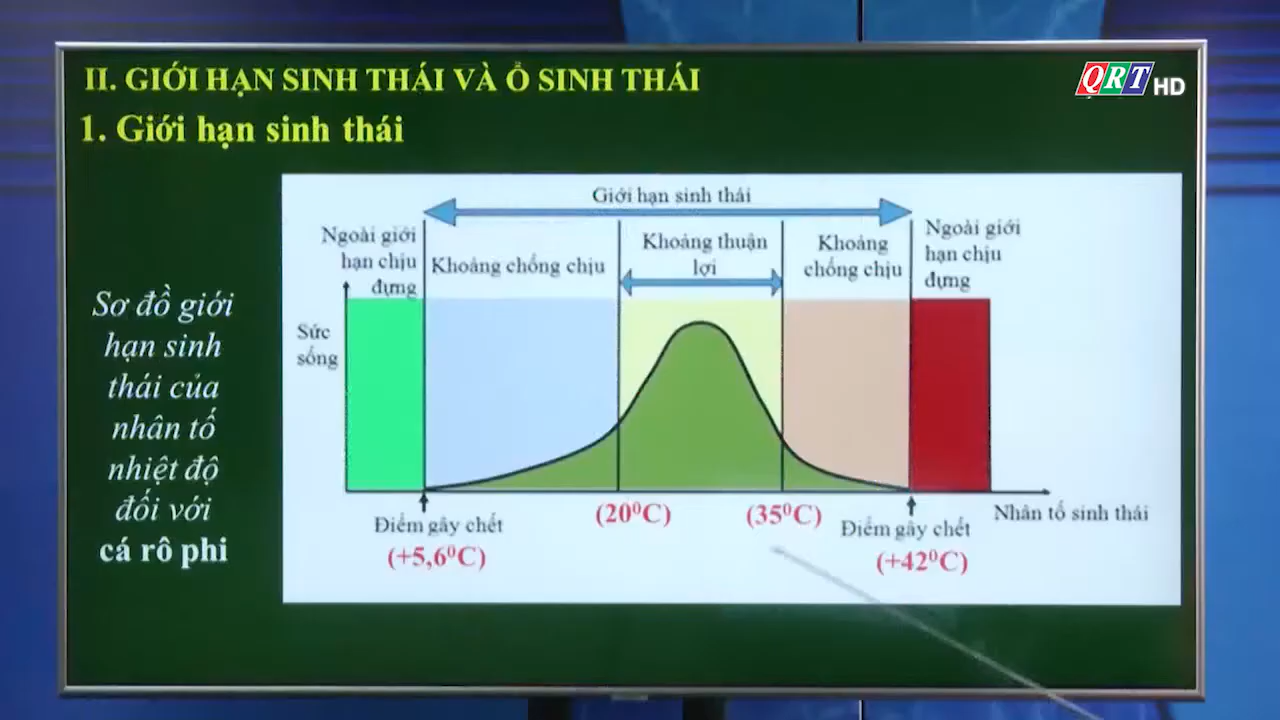 II. GIỚI HẠN SINH THÁI VÀ Ổ SINH THÁI
QRT HD
1. Giới hạn sinh thái
Sơ đồ giới
hạn sinh
thái của
nhân tố
nhiệt độ
đối với
cá rô phi
Giới hạn sinh thái
Ngoài giới
hạn chịu
đựng
Khoảng chống chịu
Khoảng thuận
lợi
Khoảng
chống chịu
Ngoài giới
hạn chịu
đựng
Sức
sống
Điểm gây chết
(+5,6⁰C)
(20⁰C)
(35⁰C)
Điểm gây chết
(+42⁰C)
Nhân tố sinh thái